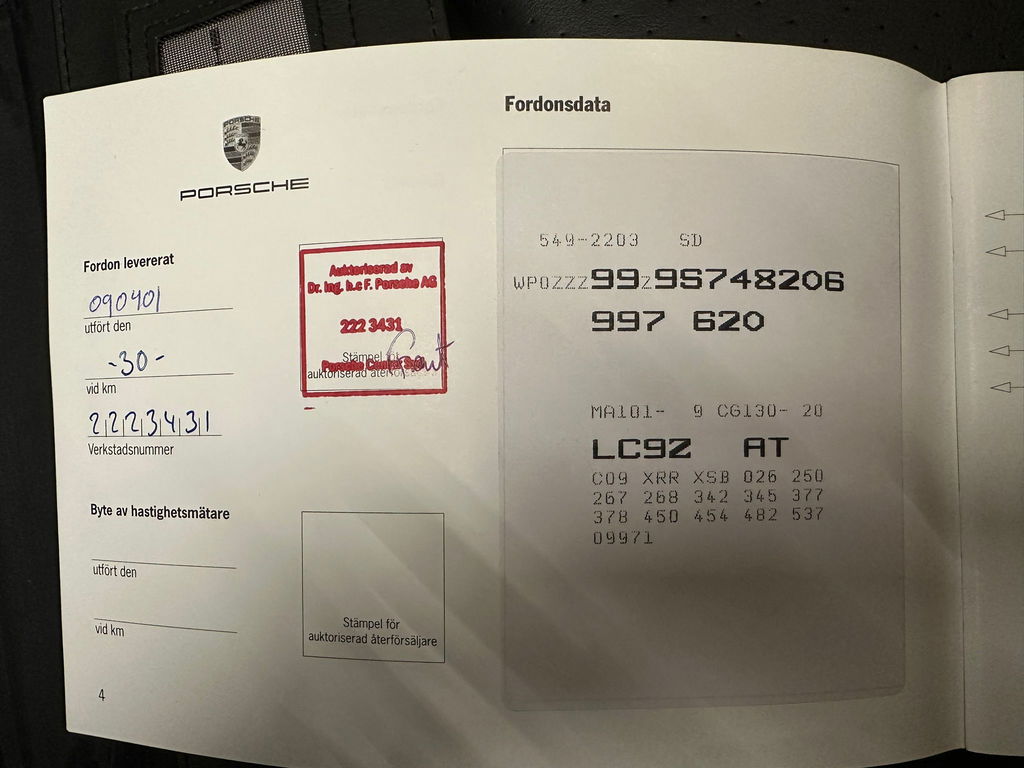 PORSCHE
PORSCHE
Fordon levererat
090401
utfört den
-30-
vid km
2223431
Verkstadsnummer
Auktoriserad av
Dr. Ing. h.c F. Porsche AG
222 3431
Stämpel för
Porsche Center
auktoriserad
Byte av hastighetsmätare
utfört den
vid km
Stämpel för
auktoriserad återförsäljare
4
Fordonsdata
549-2203 SD
WP0ZZZ99Z9S748206
997 620
MA101- 9 CG130- 20
LC9Z AT
C09 XRR XSB 026 250
267 268 342 345 377
378 450 454 482 537
09971